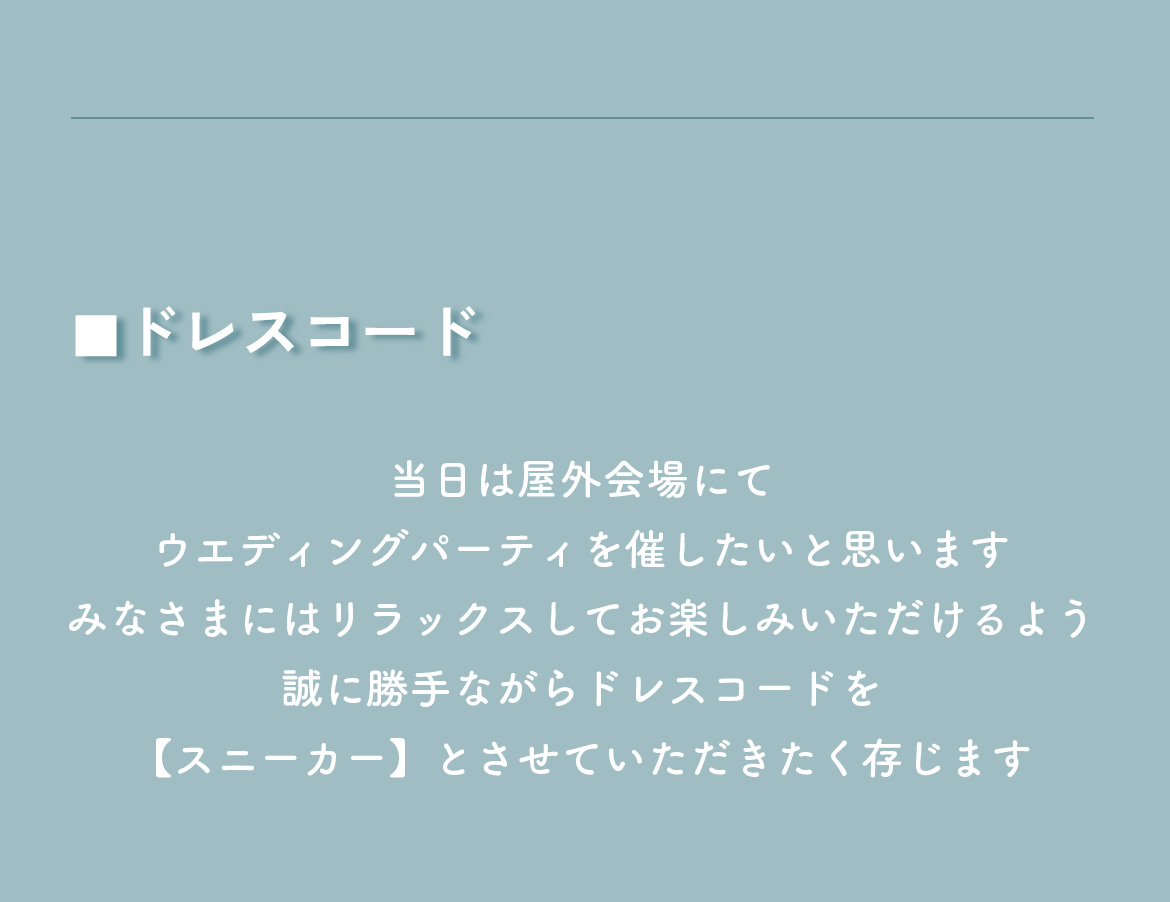 ■ドレスコード
当日は屋外会場にて
ウエディングパーティを催したいと思います
みなさまにはリラックスしてお楽しみいただけるよう
誠に勝手ながらドレスコードを
【スニーカー】とさせていただきたく存じます